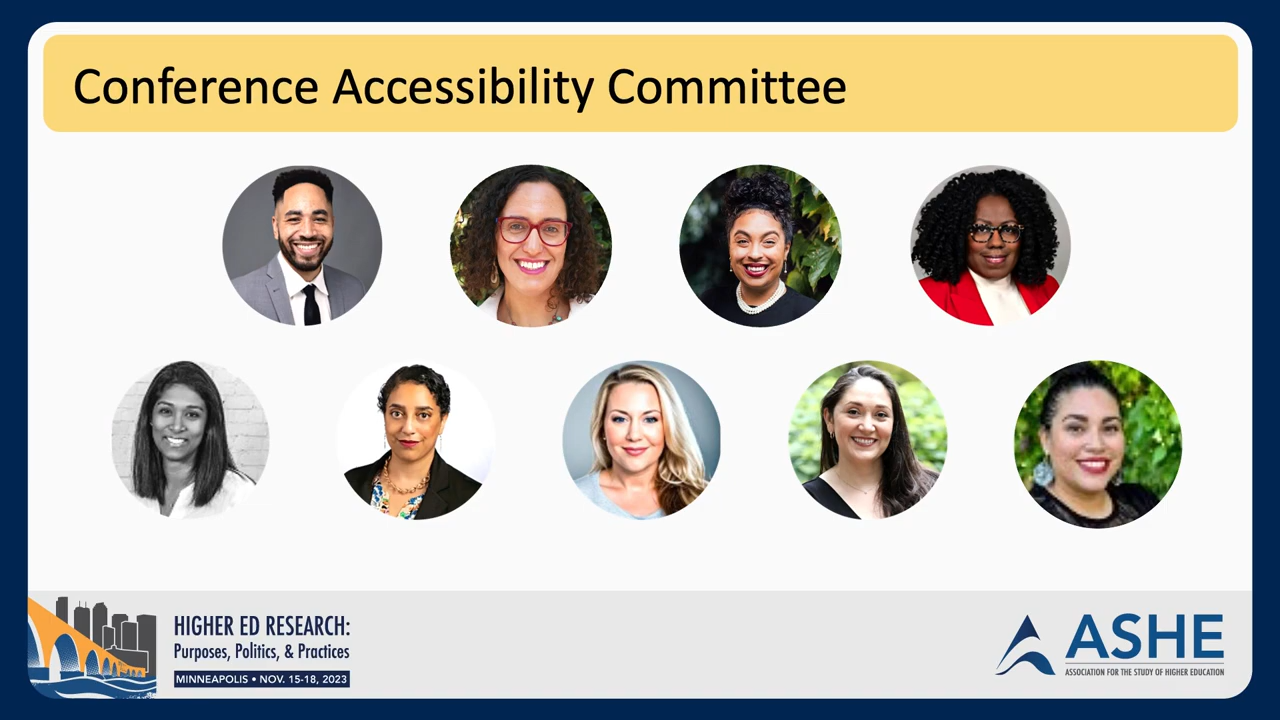 Conference Accessibility Committee
HIGHER ED RESEARCH:
Purposes, Politics, & Practices
MINNEAPOLIS • NOV. 15-18, 2023
ASHE
ASSOCIATION FOR THE STUDY OF HIGHER EDUCATION